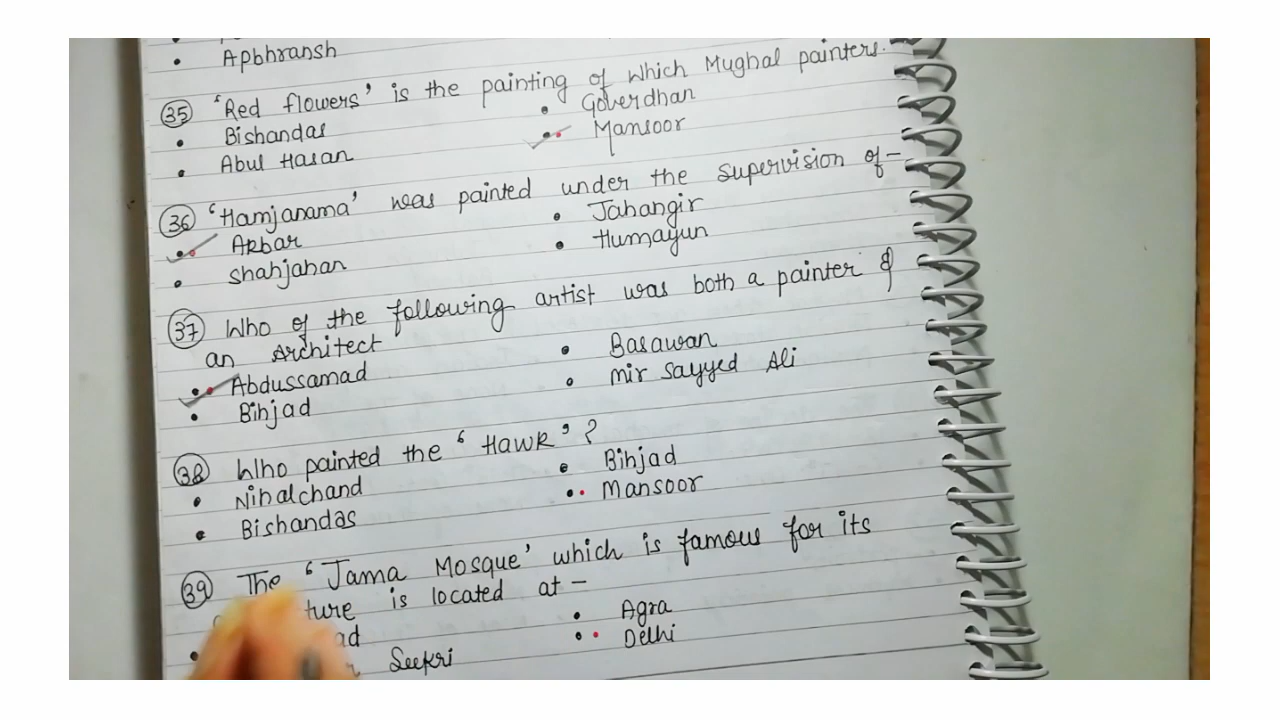 Apbhransh
35 'Red flowers' is the painting of which Mughal painters.
Bishandas
Goverdhan
Abul Hasan
Mansoor
36 'Hamjanama' was painted under the supervision of-
Akbar
Jahangir
Shahjahan
Humayun
37 Who of the following artist was both a painter &
an Architect
Abdussamad
Basawan
Bihjad
Mir Sayyed Ali
38 Who painted the 'Hawk'?
Nihalchand
Bihjad
Bishandas
Mansoor
39 The 'Jama Mosque' which is famous for its
ture is located at -
ad
Agra
Seekri
Delhi